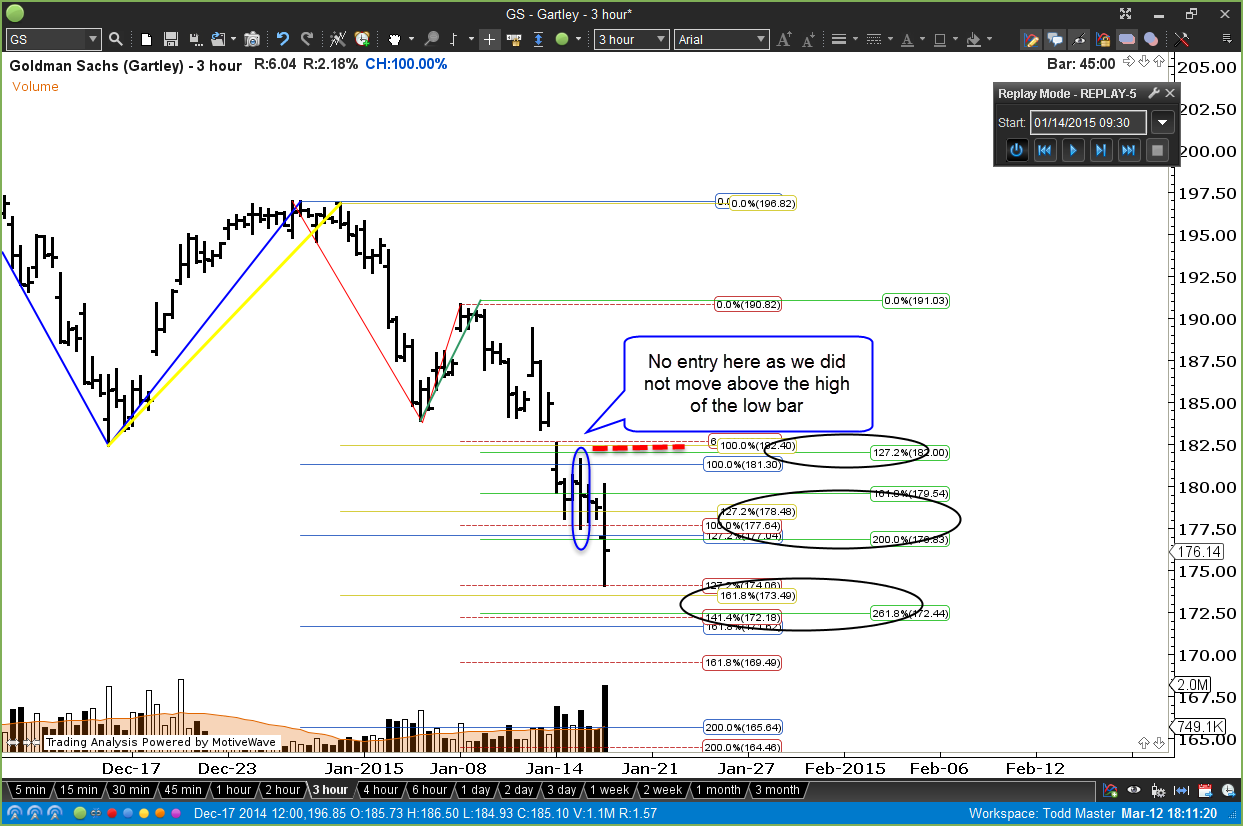 GS - Gartley - 3 hour*
GS
3 hour
Arial
Goldman Sachs (Gartley) - 3 hour R:6.04 R:2.18% CH:100.00%
Bar: 45:00
Volume
Replay Mode - REPLAY-5
Start: 01/14/2015 09:30
205.00
202.50
200.00
197.50
195.00
192.50
190.00
187.50
185.00
182.50
180.00
177.50
176.14
175.00
172.50
170.00
2.0M
167.50
749.1K
165.00
0.0%(196.82)
0.0%(191.03)
0.0%(190.82)
No entry here as we did
not move above the high
of the low bar
100.0%(182.40)
127.2%(182.00)
100.0%(181.30)
161.8%(179.54)
127.2%(178.48)
100.0%(177.64)
127.2%(177.04)
200.0%(176.83)
127.2%(174.06)
161.8%(173.49)
261.8%(172.44)
141.4%(172.18)
161.8%(171.62)
161.8%(169.49)
200.0%(165.64)
200.0%(164.46)
Trading Analysis Powered by MotiveWave
Dec-17 Dec-23 Jan-2015 Jan-08 Jan-14 Jan-21 Jan-27 Feb-2015 Feb-06 Feb-12
5 min 15 min 30 min 45 min 1 hour 2 hour 3 hour 4 hour 6 hour 1 day 2 day 3 day 1 week 2 week 1 month 3 month
Dec-17 2014 12:00,196.85 O:185.73 H:186.50 L:184.93 C:185.10 V:1.1M R:1.57
Workspace: Todd Master Mar-12 18:11:20